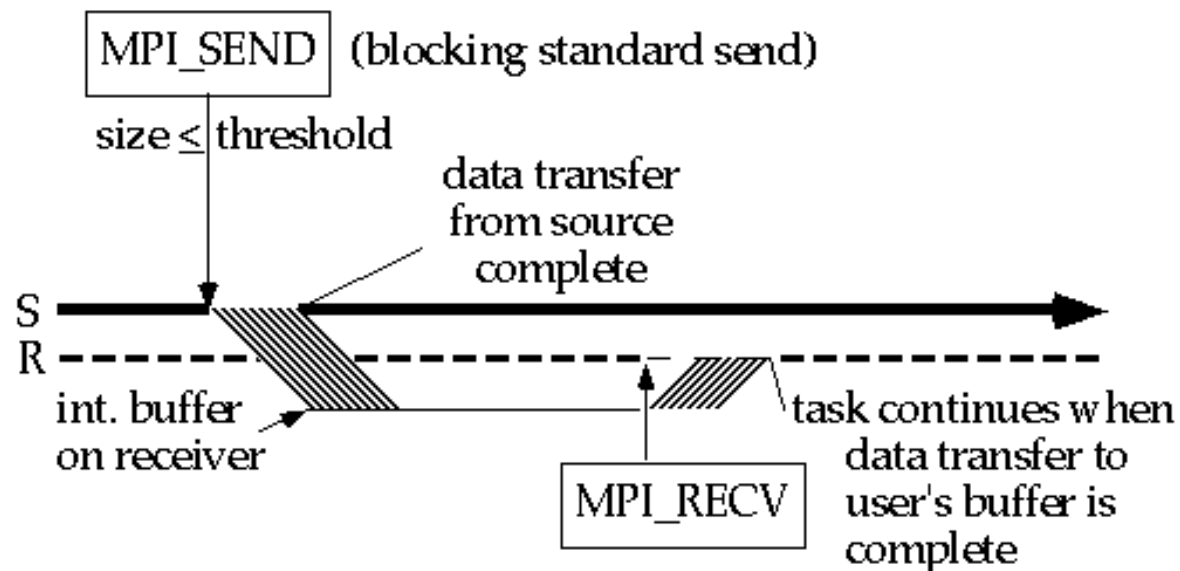 MPI_SEND (blocking standard send)
size ≤ threshold
data transfer
from source
complete
S
R
int. buffer
on receiver
task continues when
data transfer to
user's buffer is
complete
MPI_RECV